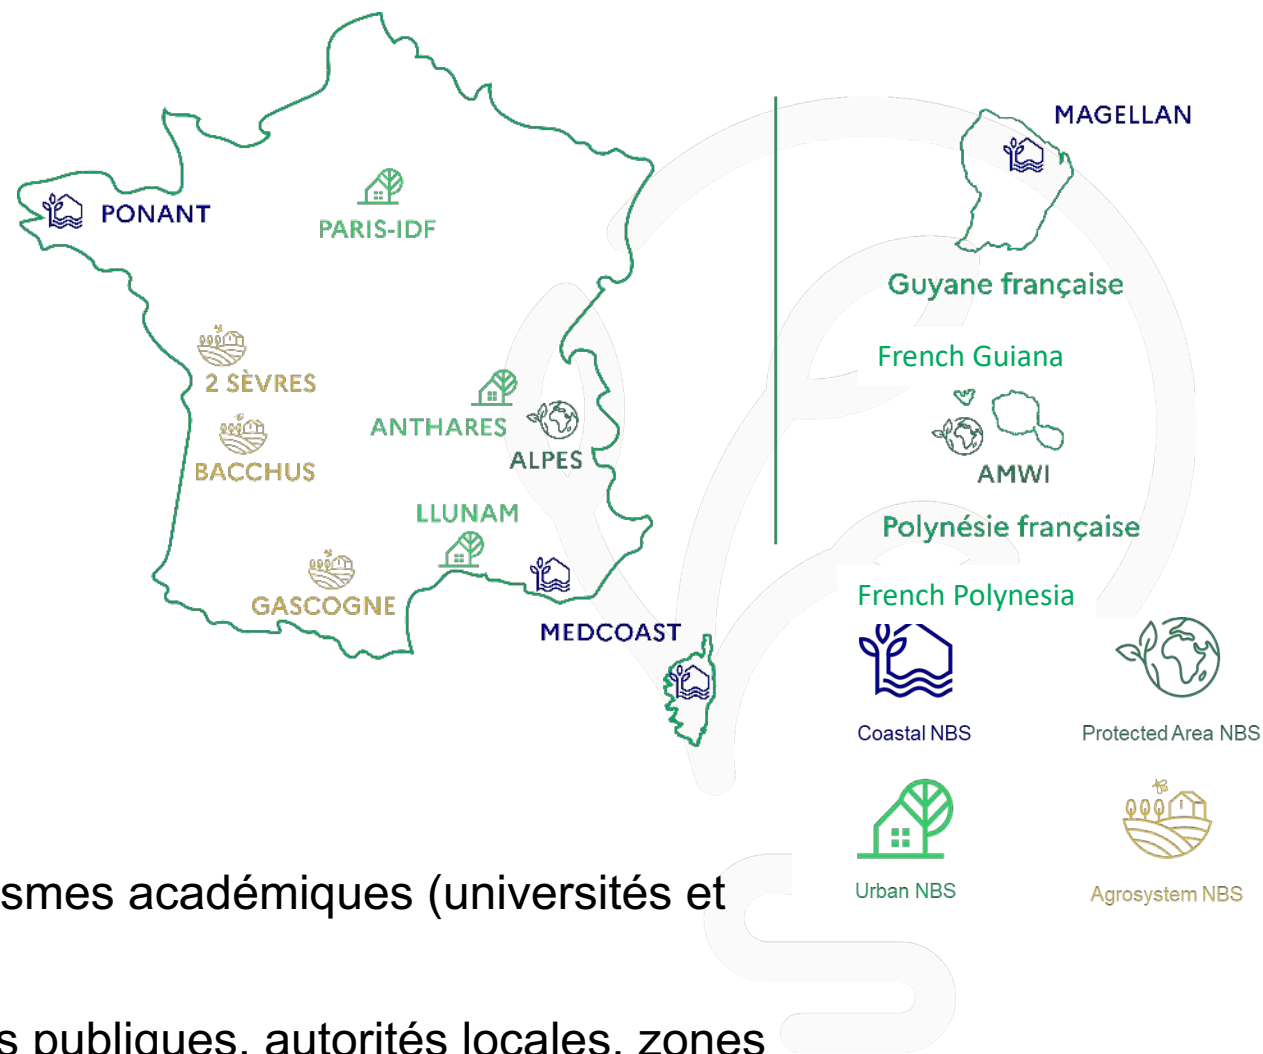 MAGELLAN
PONANT
PARIS-IDF
Guyane française
French Guiana
2 SÈVRES
ANTHARES
BACCHUS
ALPES
AMWI
LLUNAM
Polynésie française
GASCOGNE
French Polynesia
MEDCOAST
Coastal NBS
Protected Area NBS
Urban NBS
Agrosystem NBS
ismes académiques (universités et
s publiques, autorités locales, zones